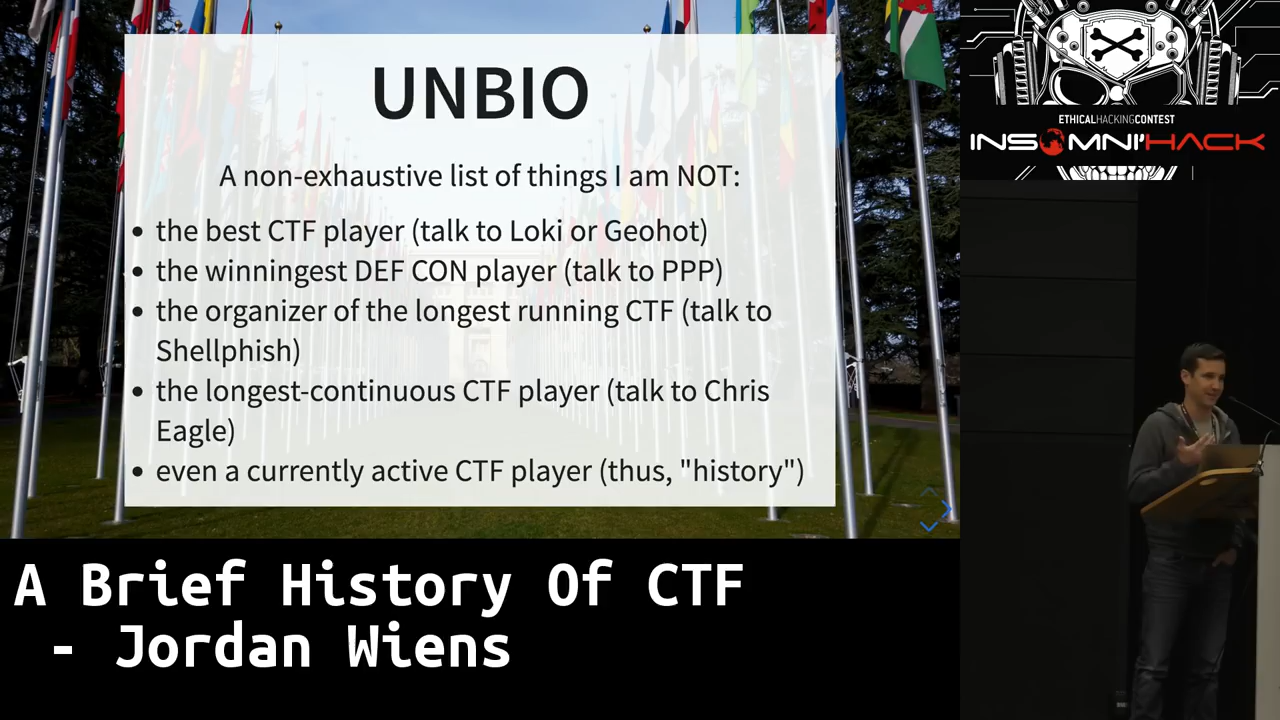 UNBIO
A non-exhaustive list of things I am NOT:
• the best CTF player (talk to Loki or Geohot)
• the winningest DEF CON player (talk to PPP)
• the organizer of the longest running CTF (talk to
Shellphish)
• the longest-continuous CTF player (talk to Chris
Eagle)
• even a currently active CTF player (thus, "history")
ETHICALHACKINGCONTEST
INSOMNI'HACK
A Brief History Of CTF
- Jordan Wiens